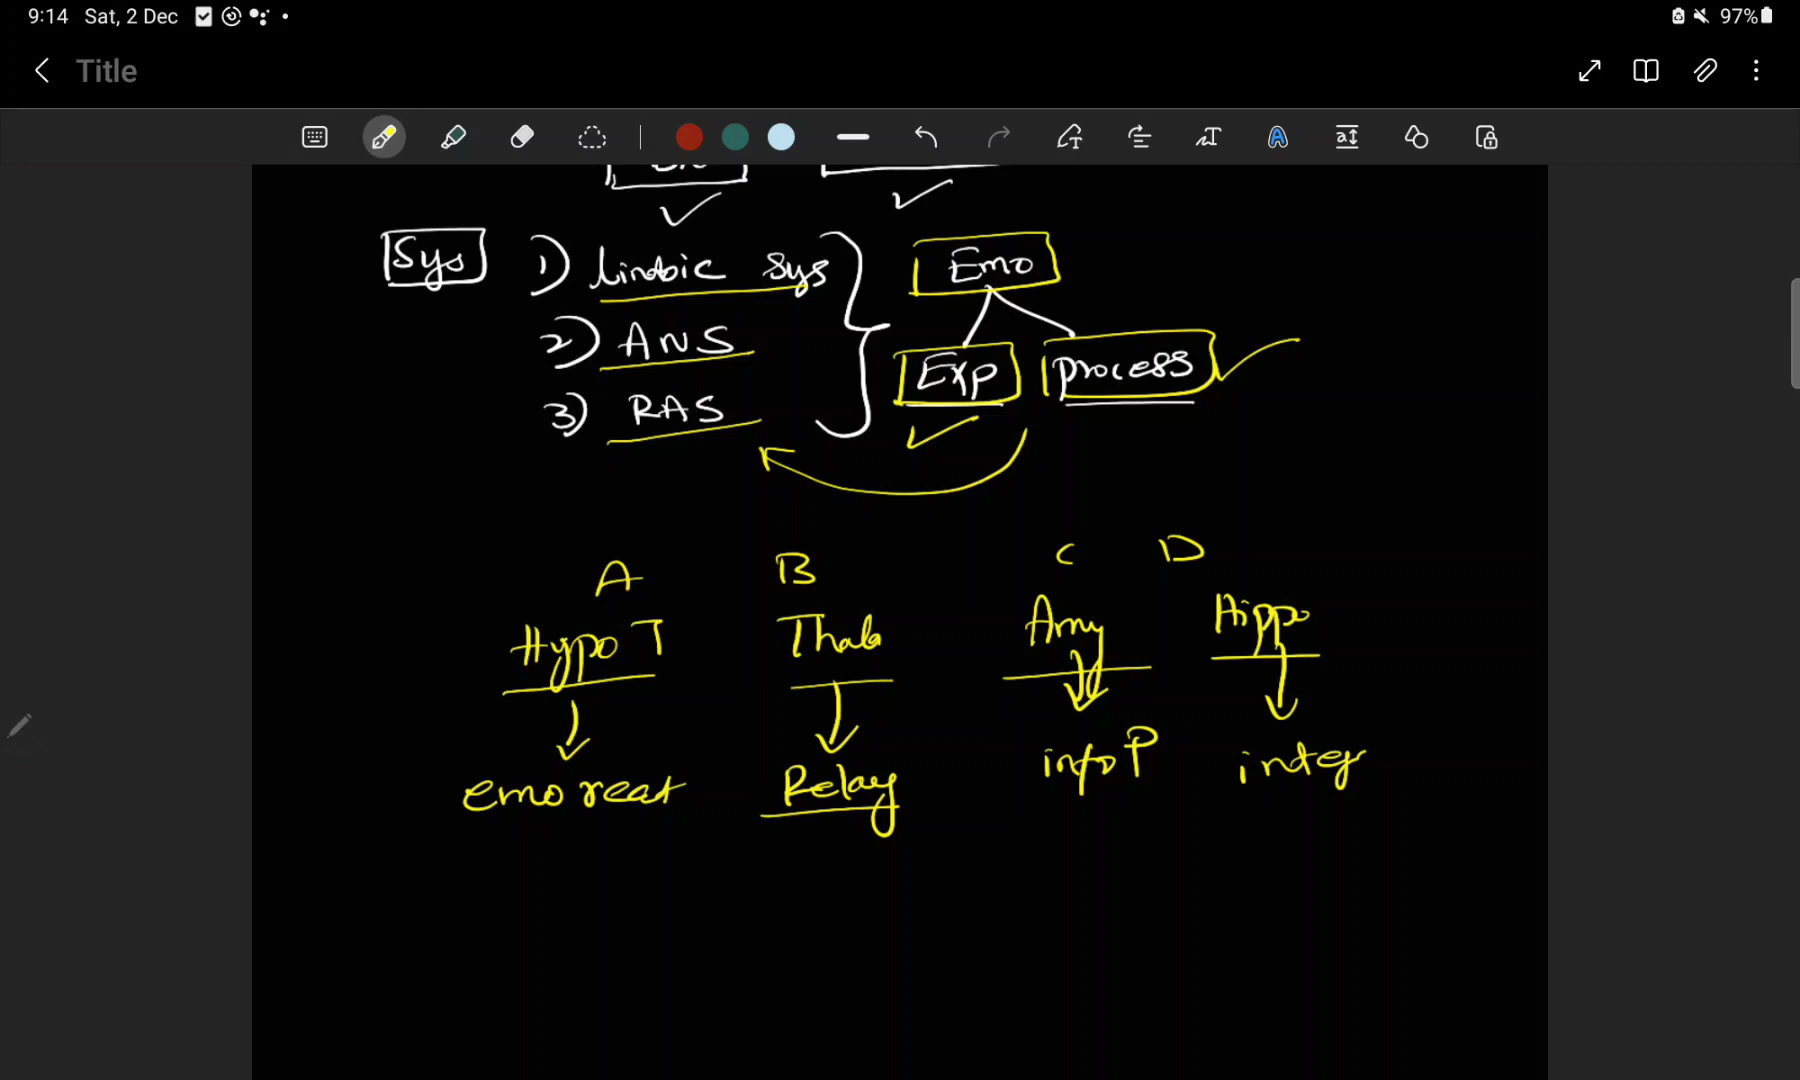 9:14 Sat, 2 Dec 97%
Title
Sys 1) limbic sys Emo
2) ANS Exp process
3) RAS
A B C D
Hypo T Thala Amy Hippo
emo reat Relay info P integ